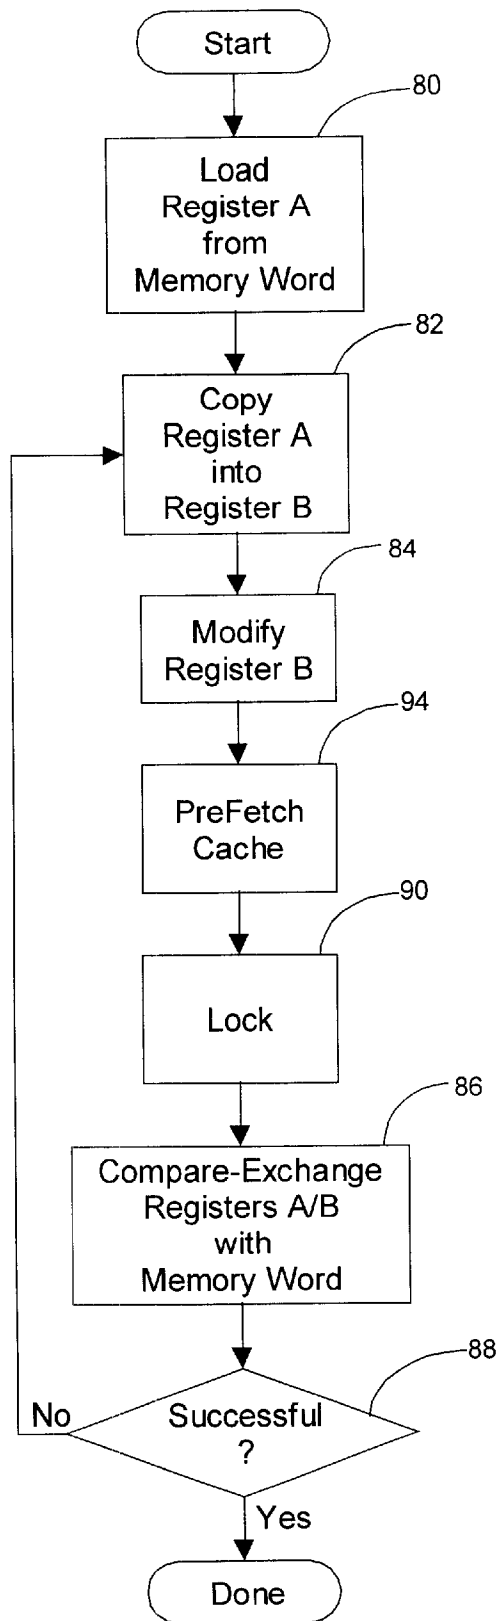 Start
80
Load
Register A
from
Memory Word
82
Copy
Register A
into
Register B
84
Modify
Register B
94
PreFetch
Cache
90
Lock
86
Compare-Exchange
Registers A/B
with
Memory Word
88
Successful
?
No
Yes
Done